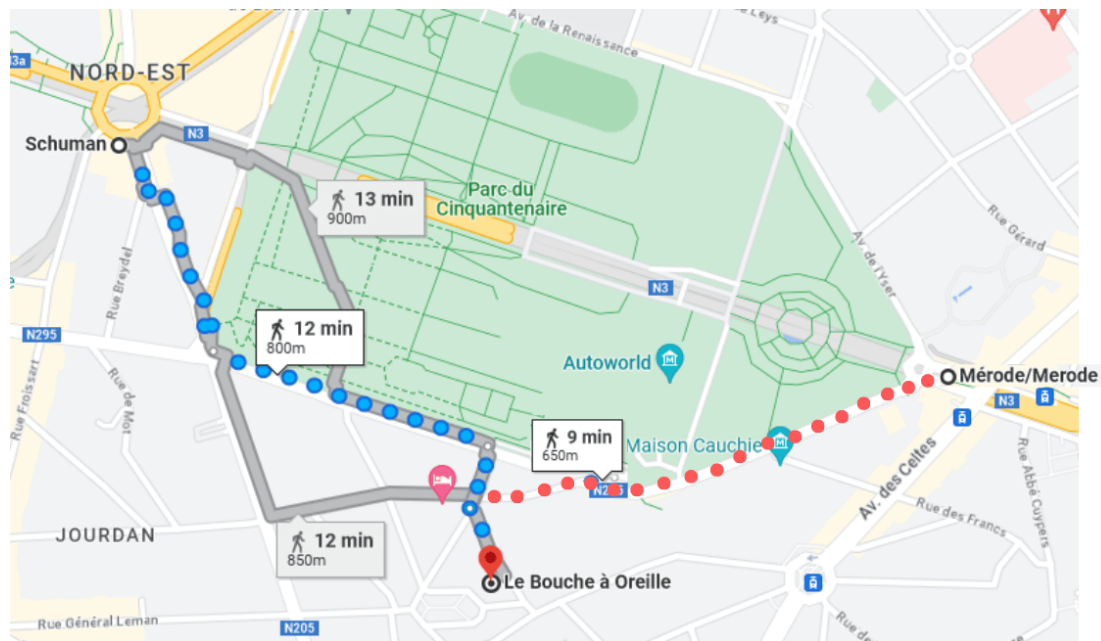 Av. de la Renaissance
N3a
NORD-EST
N3
Schuman
13 min
900m
Parc du
Cinquantenaire
Rue Gérard
Av. de l'Yser
Rue Breydel
N3
N295
12 min
800m
Autoworld
Mérode/Merode
N3
Rue Froissart
Rue de Mot
9 min
650m
Maison Cauchie
Av. des Celtes
Rue Abbé Cuypers
Rue des Francs
JOURDAN
12 min
850m
Le Bouche à Oreille
Rue Général Leman
N205
Rue de